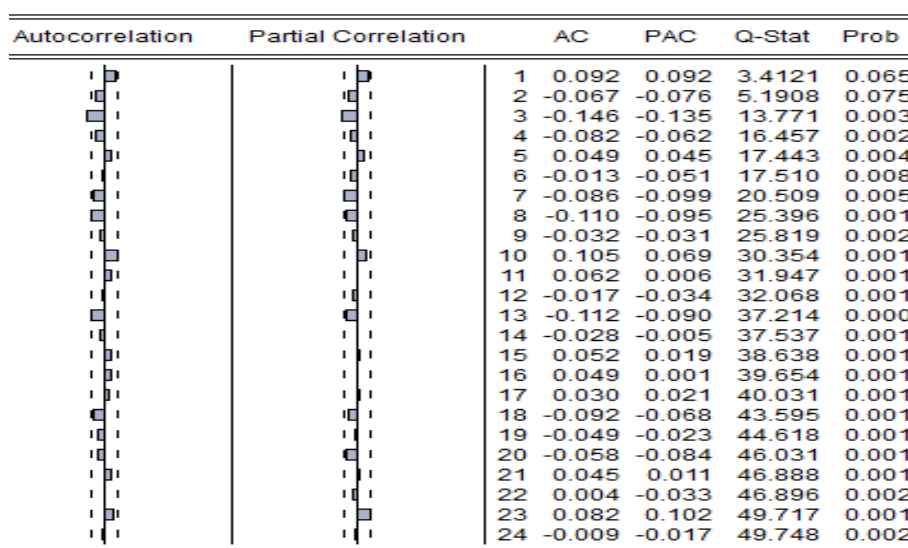 Autocorrelation Partial Correlation AC PAC Q-Stat Prob
1 0.092 0.092 3.4121 0.065
2 -0.067 -0.076 5.1908 0.075
3 -0.146 -0.135 13.771 0.003
4 -0.082 -0.062 16.457 0.002
5 0.049 0.045 17.443 0.004
6 -0.013 -0.051 17.510 0.008
7 -0.086 -0.099 20.509 0.005
8 -0.110 -0.095 25.396 0.001
9 -0.032 -0.031 25.819 0.002
10 0.105 0.069 30.354 0.001
11 0.062 0.006 31.947 0.001
12 -0.017 -0.034 32.068 0.001
13 -0.112 -0.090 37.214 0.000
14 -0.028 -0.005 37.537 0.001
15 0.052 0.019 38.638 0.001
16 0.049 0.001 39.654 0.001
17 0.030 0.021 40.031 0.001
18 -0.092 -0.068 43.595 0.001
19 -0.049 -0.023 44.618 0.001
20 -0.058 -0.084 46.031 0.001
21 0.045 0.011 46.888 0.001
22 0.004 -0.033 46.896 0.002
23 0.082 0.102 49.717 0.001
24 -0.009 -0.017 49.748 0.002